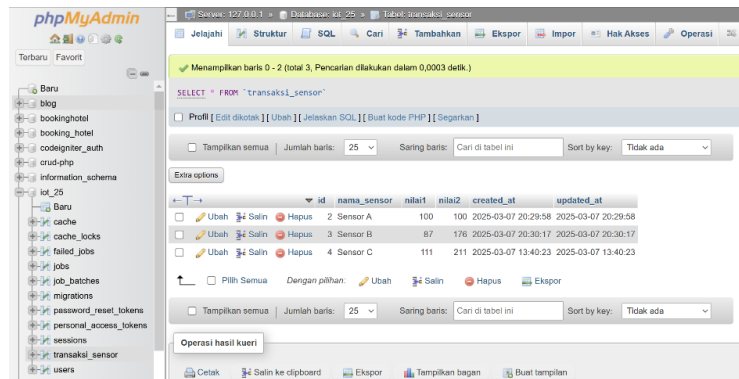 phpMyAdmin
Terbaru Favorit
Baru
blog
bookinghotel
booking_hotel
codeigniter_auth
crud-php
information_schema
iot_25
Baru
cache
cache_locks
failed_jobs
jobs
job_batches
migrations
password_reset_tokens
personal_access_tokens
sessions
transaksi_sensor
users
Server: 127.0.0.1 » Database: iot_25 » Tabel: transaksi_sensor
Jelajahi Struktur SQL Cari Tambahkan Ekspor Impor Hak Akses Operasi
Menampilkan baris 0 - 2 (total 3, Pencarian dilakukan dalam 0,0003 detik.)
SELECT * FROM `transaksi_sensor`
Profil [ Edit dikotak ] [ Ubah ] [ Jelaskan SQL ] [ Buat kode PHP ] [ Segarkan ]
Tampilkan semua | Jumlah baris: 25 Saring baris: Cari di tabel ini Sort by key: Tidak ada
Extra options
id nama_sensor nilai1 nilai2 created_at updated_at
Ubah Salin Hapus 2 Sensor A 100 100 2025-03-07 20:29:58 2025-03-07 20:29:58
Ubah Salin Hapus 3 Sensor B 87 176 2025-03-07 20:30:17 2025-03-07 20:30:17
Ubah Salin Hapus 4 Sensor C 111 211 2025-03-07 13:40:23 2025-03-07 13:40:23
Pilih Semua Dengan pilihan: Ubah Salin Hapus Ekspor
Tampilkan semua | Jumlah baris: 25 Saring baris: Cari di tabel ini Sort by key: Tidak ada
Operasi hasil kueri
Cetak Salin ke clipboard Ekspor Tampilkan bagan Buat tampilan